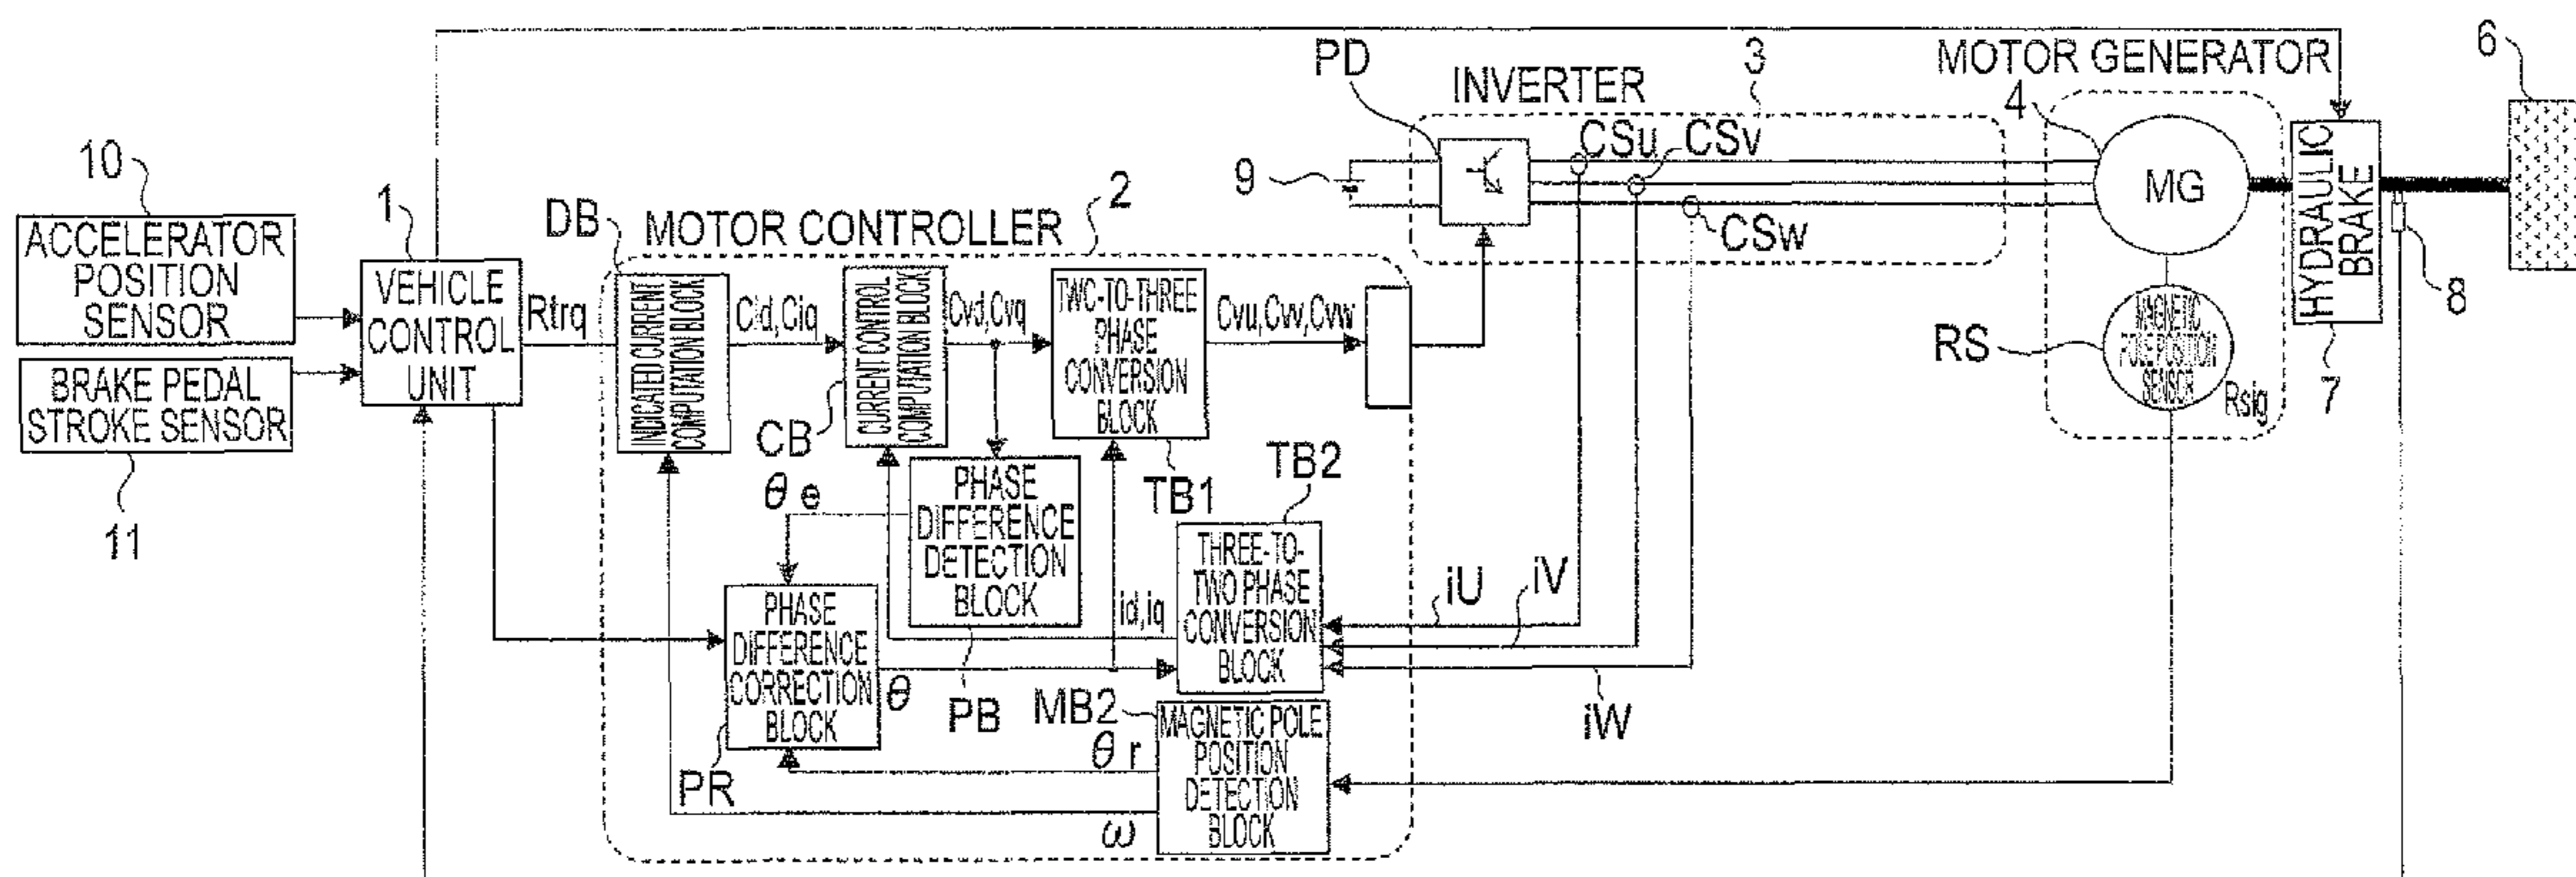 10
ACCELERATOR
POSITION
SENSOR
BRAKE PEDAL
STROKE SENSOR
11
1
VEHICLE
CONTROL
UNIT
Rtrq
MOTOR CONTROLLER
2
DB
INDICATED CURRENT
COMPUTATION BLOCK
Cid,Ciq
CB
CURRENT CONTROL
COMPUTATION BLOCK
Cvd,Cvq
TWO-TO-THREE
PHASE
CONVERSION
BLOCK
TB1
Cvu,Cvv,Cvw
θe
PHASE
DIFFERENCE
DETECTION
BLOCK
PB
PHASE
DIFFERENCE
CORRECTION
BLOCK
PR
θ
id,iq
TB2
THREE-TO-
TWO PHASE
CONVERSION
BLOCK
iU
iV
iW
MB2
MAGNETIC POLE
POSITION
DETECTION
BLOCK
θr
ω
PD
INVERTER
3
9
CSu
CSv
CSw
MOTOR GENERATOR
4
MG
RS
MAGNETIC
POLE POSITION
SENSOR
Rsig
HYDRAULIC
BRAKE
7
8
6